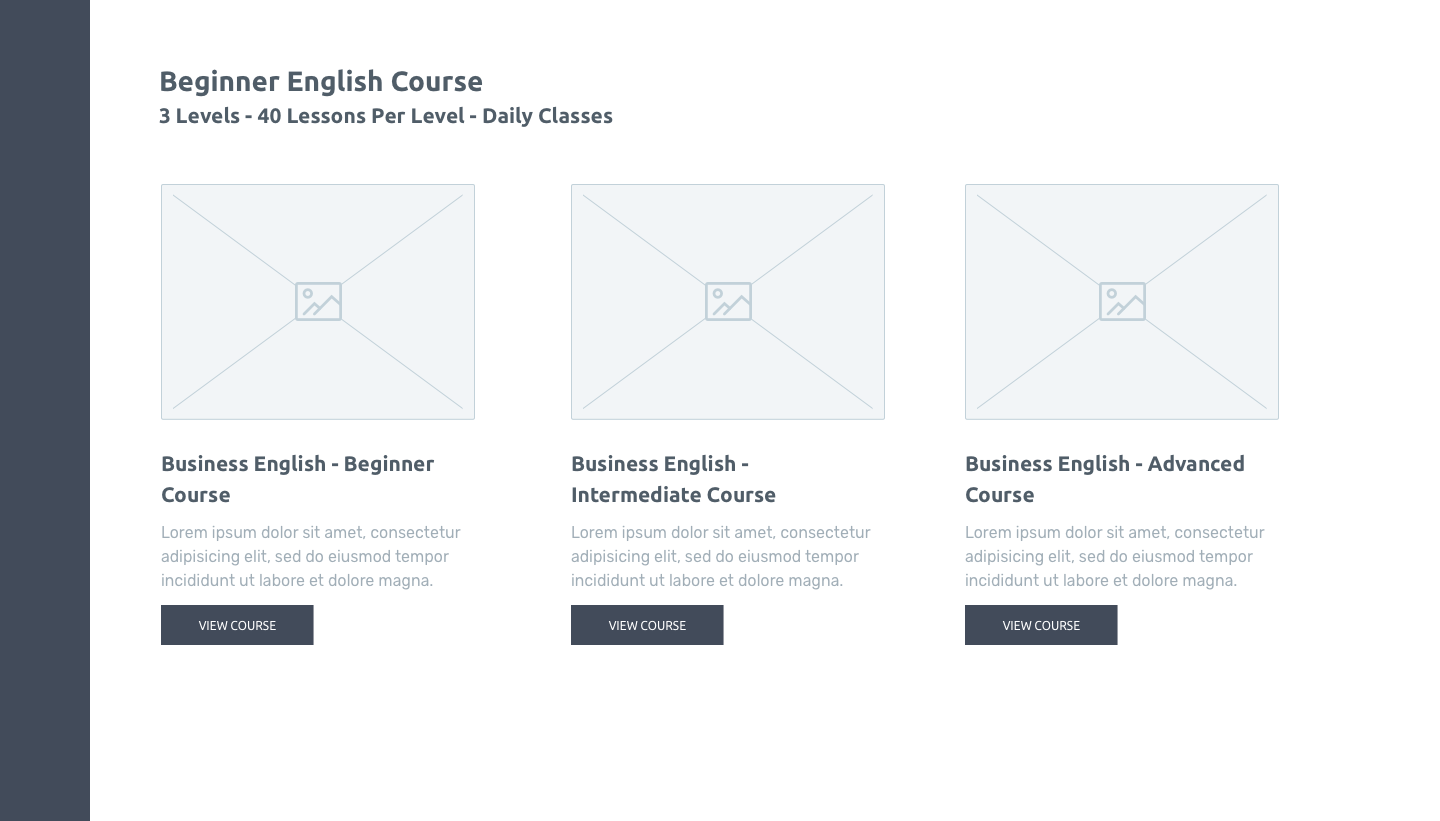 Beginner English Course
3 Levels - 40 Lessons Per Level - Daily Classes
Business English - Beginner
Course
Lorem ipsum dolor sit amet, consectetur
adipisicing elit, sed do eiusmod tempor
incididunt ut labore et dolore magna.
VIEW COURSE
Business English -
Intermediate Course
Lorem ipsum dolor sit amet, consectetur
adipisicing elit, sed do eiusmod tempor
incididunt ut labore et dolore magna.
VIEW COURSE
Business English - Advanced
Course
Lorem ipsum dolor sit amet, consectetur
adipisicing elit, sed do eiusmod tempor
incididunt ut labore et dolore magna.
VIEW COURSE